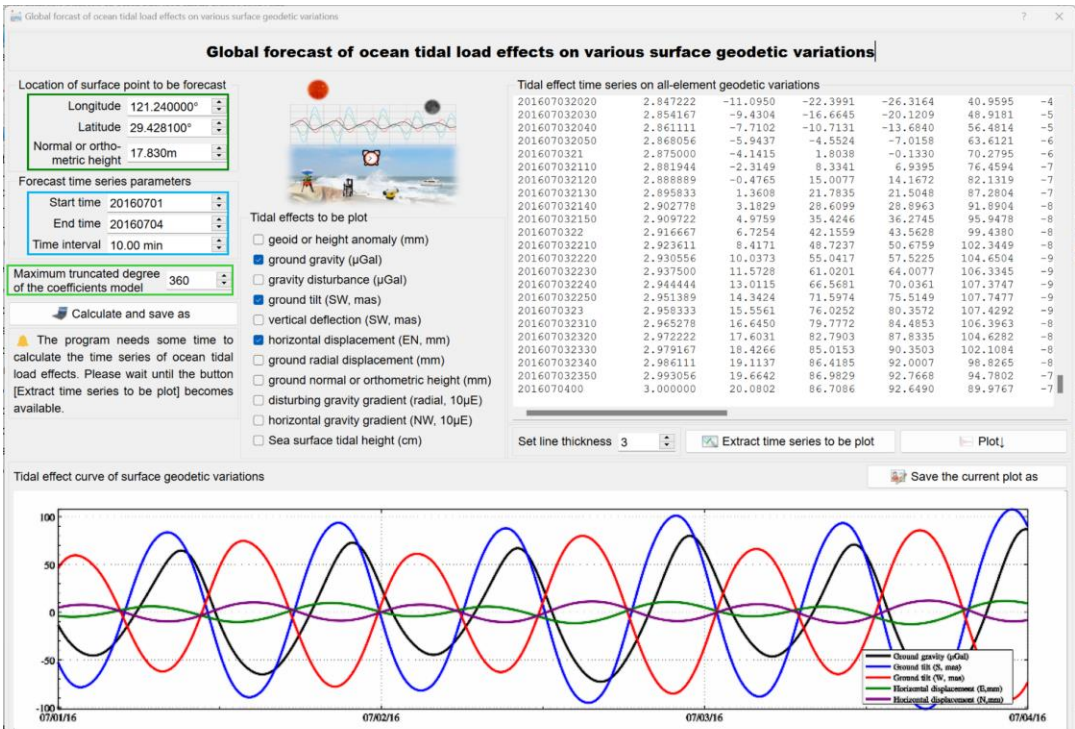 Global forcast of ocean tidal load effects on various surface geodetic variations
Global forecast of ocean tidal load effects on various surface geodetic variations
Location of surface point to be forecast
Longitude 121.240000°
Latitude 29.428100°
Normal or ortho-
metric height 17.830m
Forecast time series parameters
Start time 20160701
End time 20160704
Time interval 10.00 min
Maximum truncated degree
of the coefficients model 360
Calculate and save as
The program needs some time to
calculate the time series of ocean tidal
load effects. Please wait until the button
[Extract time series to be plot] becomes
available.
Tidal effects to be plot
geoid or height anomaly (mm)
ground gravity (μGal)
gravity disturbance (μGal)
ground tilt (SW, mas)
vertical deflection (SW, mas)
horizontal displacement (EN, mm)
ground radial displacement (mm)
ground normal or orthometric height (mm)
disturbing gravity gradient (radial, 10μE)
horizontal gravity gradient (NW, 10μE)
Sea surface tidal height (cm)
Tidal effect time series on all-element geodetic variations
201607032020 2.847222 -11.0950 -22.3991 -26.3164 40.9595 -4
201607032030 2.854167 -9.4304 -16.6645 -20.1209 48.9181 -5
201607032040 2.861111 -7.7102 -10.7131 -13.6840 56.4814 -5
201607032050 2.868056 -5.9437 -4.5524 -7.0158 63.6121 -6
2016070321 2.875000 -4.1415 1.8038 -0.1330 70.2795 -6
201607032110 2.881944 -2.3149 8.3341 6.9395 76.4594 -7
201607032120 2.888889 -0.4765 15.0077 14.1672 82.1319 -7
201607032130 2.895833 1.3608 21.7835 21.5048 87.2804 -7
201607032140 2.902778 3.1829 28.6099 28.8963 91.8904 -8
201607032150 2.909722 4.9759 35.4246 36.2745 95.9478 -8
2016070322 2.916667 6.7254 42.1559 43.5628 99.4380 -8
201607032210 2.923611 8.4171 48.7237 50.6759 102.3449 -8
201607032220 2.930556 10.0373 55.0417 57.5225 104.6504 -9
201607032230 2.937500 11.5728 61.0201 64.0077 106.3345 -9
201607032240 2.944444 13.0115 66.5681 70.0361 107.3747 -9
201607032250 2.951389 14.3424 71.5974 75.5149 107.7477 -9
2016070323 2.958333 15.5561 76.0252 80.3572 107.4292 -9
201607032310 2.965278 16.6450 79.7772 84.4853 106.3963 -8
201607032320 2.972222 17.6031 82.7903 87.8335 104.6282 -8
201607032330 2.979167 18.4266 85.0153 90.3503 102.1084 -8
201607032340 2.986111 19.1137 86.4185 92.0007 98.8265 -8
201607032350 2.993056 19.6642 86.9829 92.7668 94.7802 -7
2016070400 3.000000 20.0802 86.7086 92.6490 89.9767 -7
Set line thickness 3
Extract time series to be plot
Plot↓
Tidal effect curve of surface geodetic variations
Save the current plot as
100
50
0
-50
-100
Ground gravity (μGal)
Ground tilt (S, mas)
Ground tilt (W, mas)
Horizontal displacement (E,mm)
Horizontal displacement (N,mm)
07/01/16 07/02/16 07/03/16 07/04/16